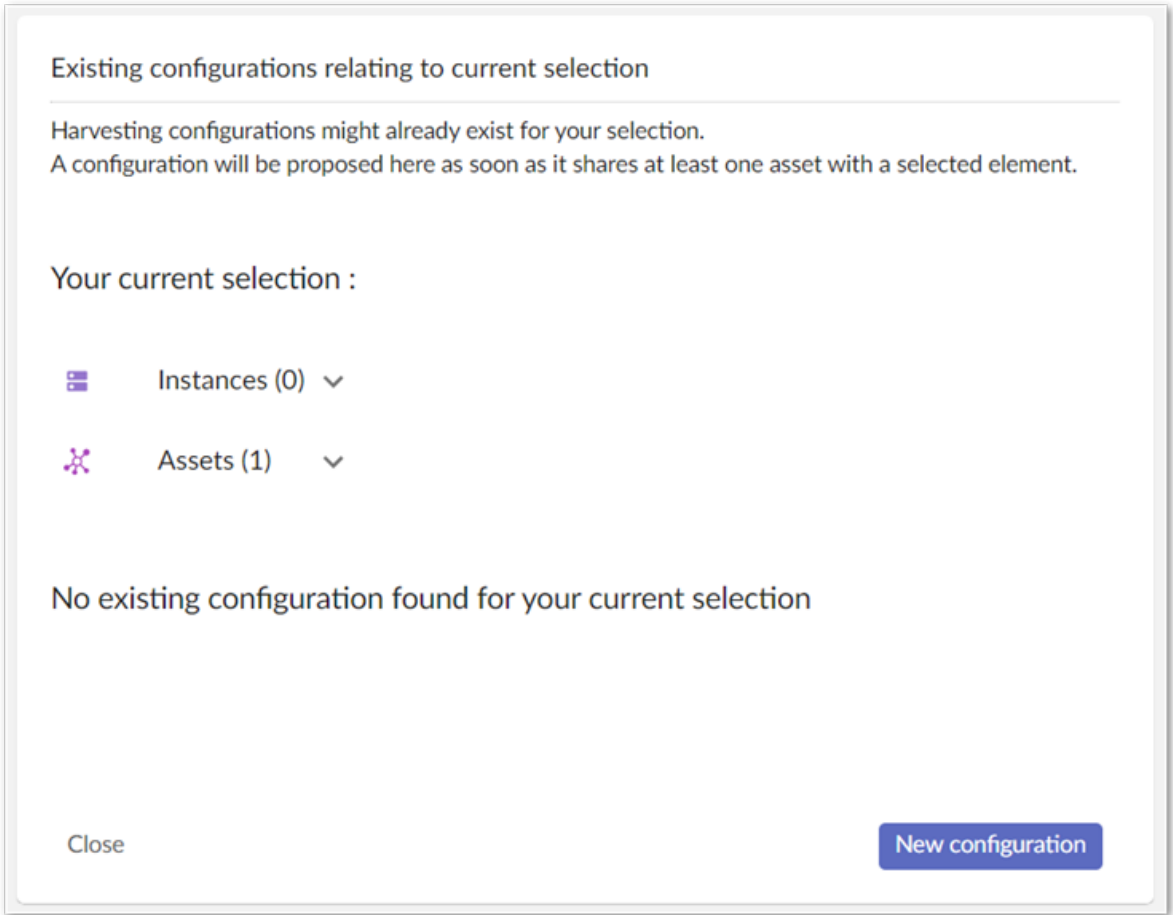 Existing configurations relating to current selection
Harvesting configurations might already exist for your selection.
A configuration will be proposed here as soon as it shares at least one asset with a selected element.
Your current selection :
Instances (0)
Assets (1)
No existing configuration found for your current selection
Close
New configuration